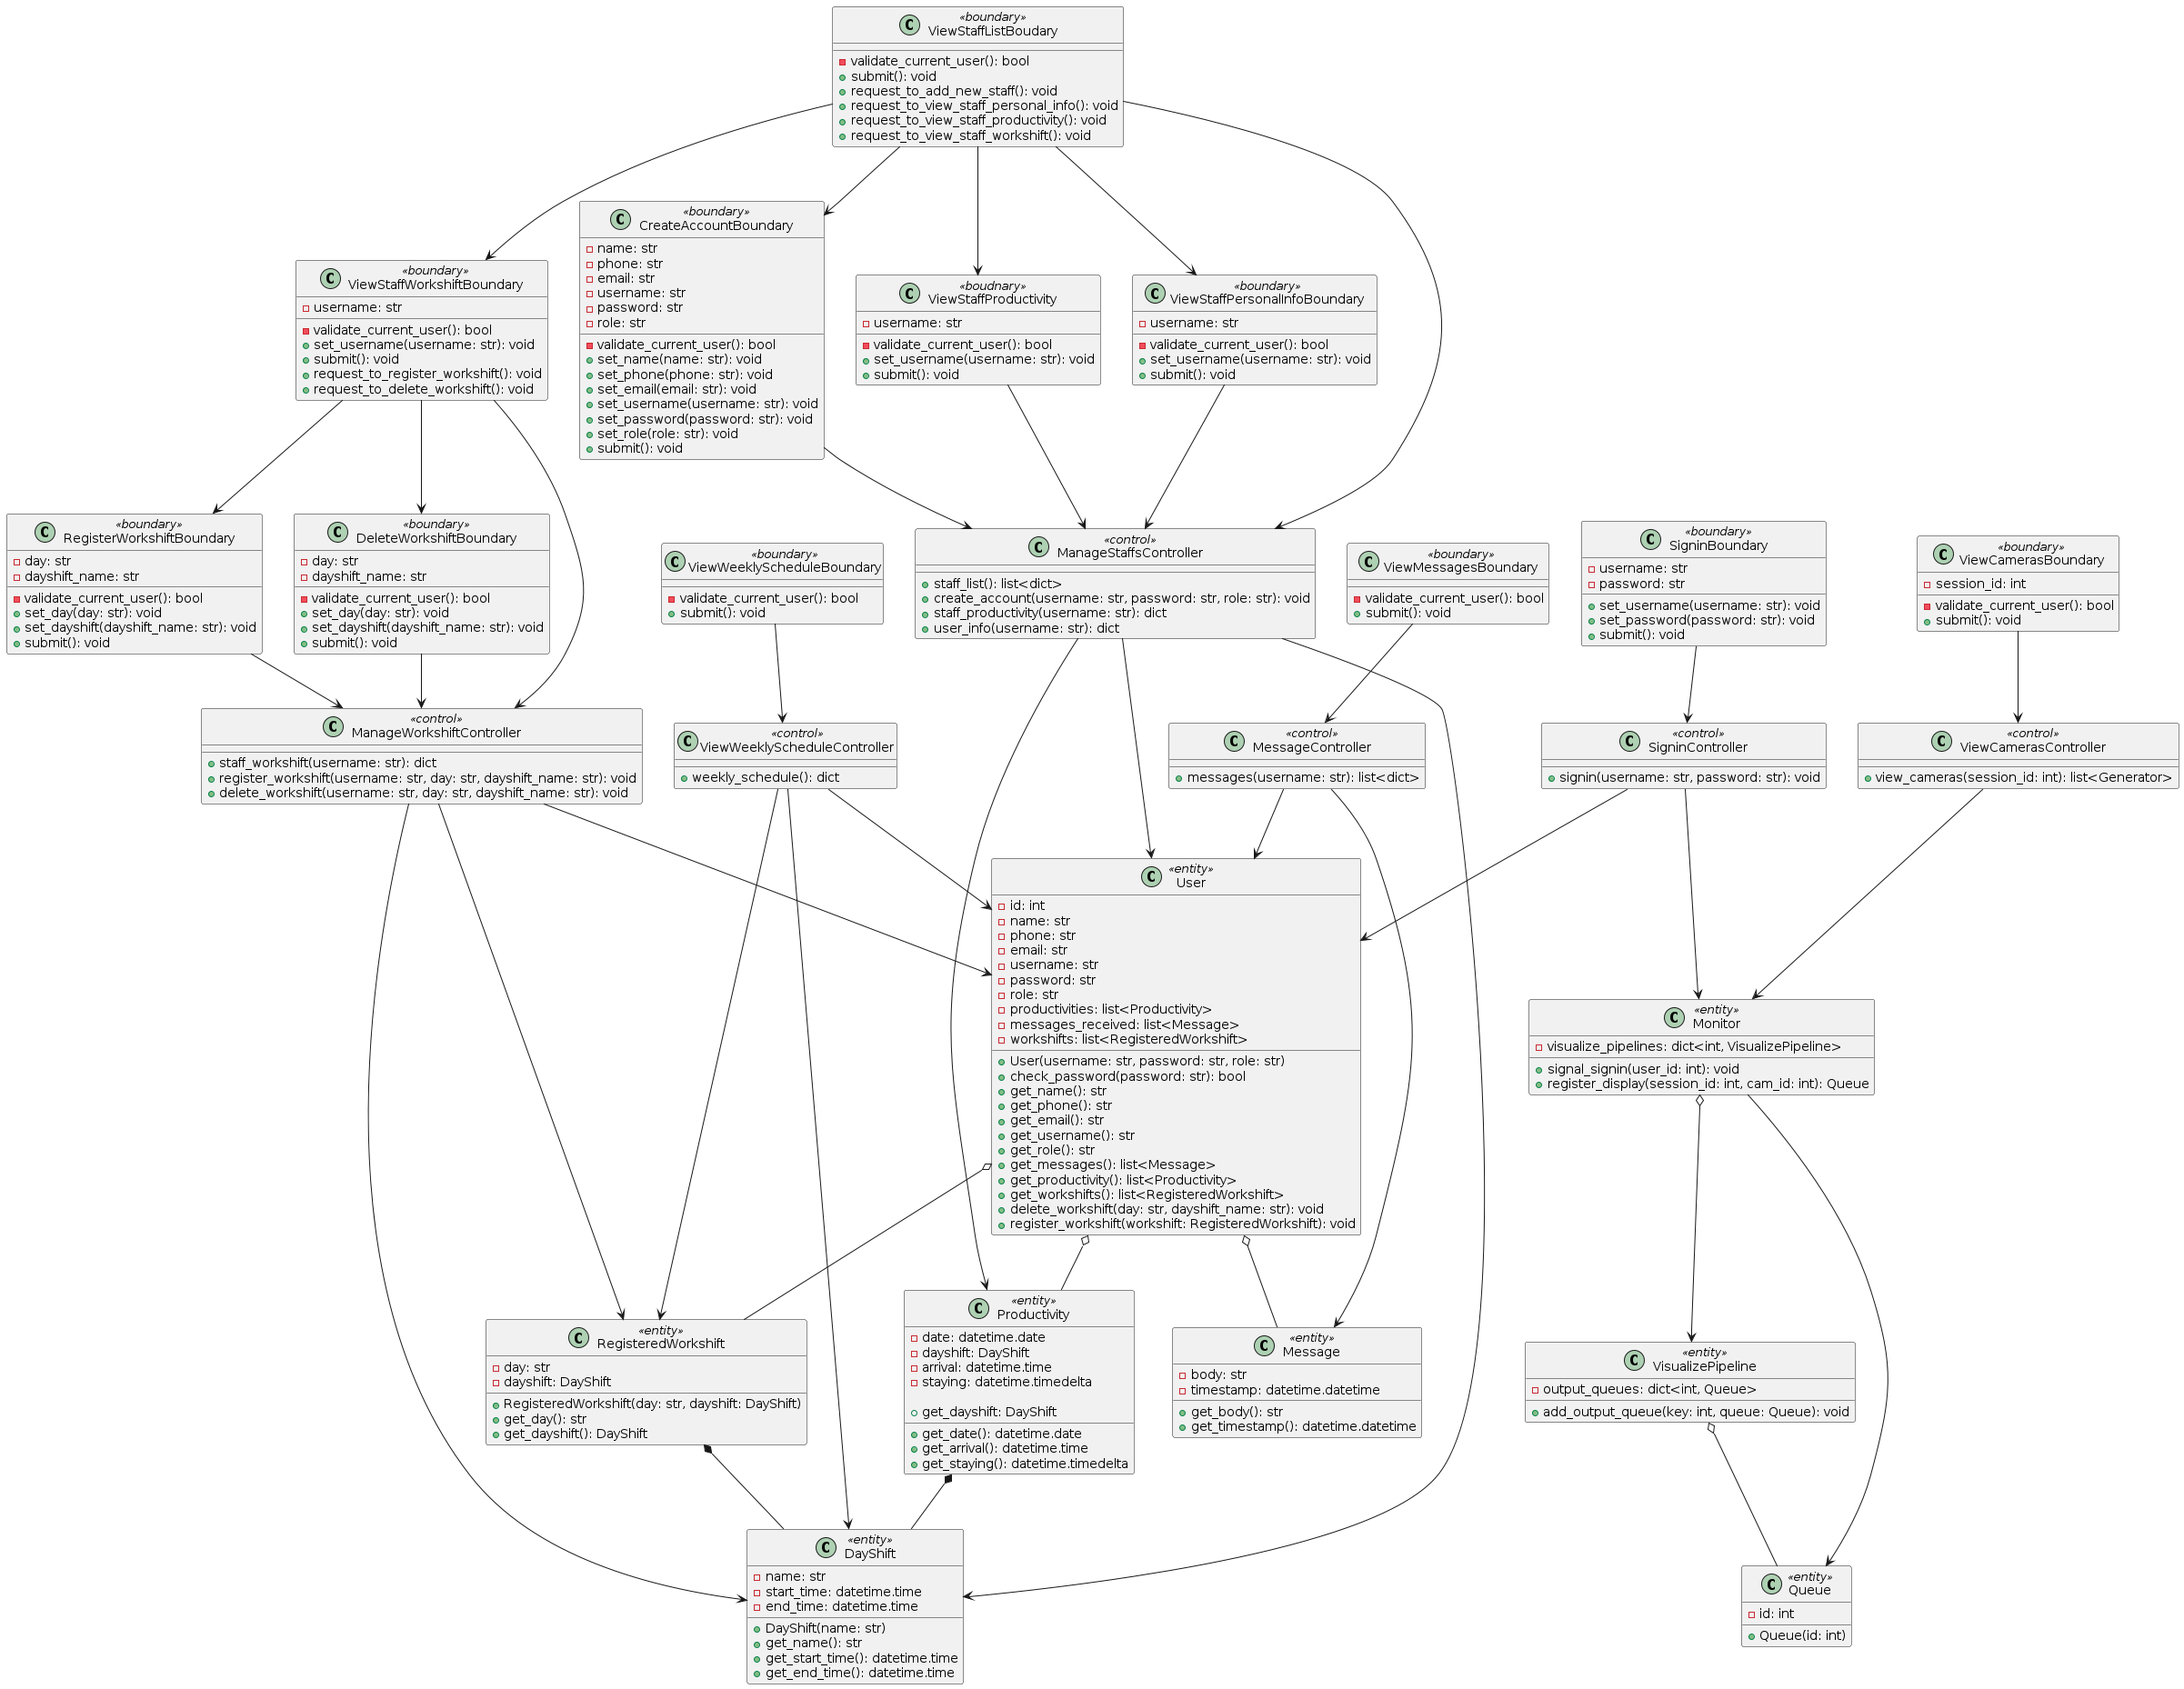 «boundary»
ViewStaffListBoudary
validate_current_user(): bool
submit(): void
request_to_add_new_staff(): void
request_to_view_staff_personal_info(): void
request_to_view_staff_productivity(): void
request_to_view_staff_workshift(): void
«boundary»
CreateAccountBoundary
name: str
phone: str
email: str
username: str
password: str
role: str
validate_current_user(): bool
set_name(name: str): void
set_phone(phone: str): void
set_email(email: str): void
set_username(username: str): void
set_password(password: str): void
set_role(role: str): void
submit(): void
«boundary»
ViewStaffWorkshiftBoundary
username: str
validate_current_user(): bool
set_username(username: str): void
submit(): void
request_to_register_workshift(): void
request_to_delete_workshift(): void
«boudnary»
ViewStaffProductivity
username: str
validate_current_user(): bool
set_username(username: str): void
submit(): void
«boundary»
ViewStaffPersonalInfoBoundary
username: str
validate_current_user(): bool
set_username(username: str): void
submit(): void
«boundary»
RegisterWorkshiftBoundary
day: str
dayshift_name: str
validate_current_user(): bool
set_day(day: str): void
set_dayshift(dayshift_name: str): void
submit(): void
«boundary»
DeleteWorkshiftBoundary
day: str
dayshift_name: str
validate_current_user(): bool
set_day(day: str): void
set_dayshift(dayshift_name: str): void
submit(): void
«boundary»
ViewWeeklyScheduleBoundary
validate_current_user(): bool
submit(): void
«control»
ManageStaffsController
staff_list(): list<dict>
create_account(username: str, password: str, role: str): void
staff_productivity(username: str): dict
user_info(username: str): dict
«boundary»
ViewMessagesBoundary
validate_current_user(): bool
submit(): void
«boundary»
SigninBoundary
username: str
password: str
set_username(username: str): void
set_password(password: str): void
submit(): void
«boundary»
ViewCamerasBoundary
session_id: int
validate_current_user(): bool
submit(): void
«control»
ManageWorkshiftController
staff_workshift(username: str): dict
register_workshift(username: str, day: str, dayshift_name: str): void
delete_workshift(username: str, day: str, dayshift_name: str): void
«control»
ViewWeeklyScheduleController
weekly_schedule(): dict
«control»
MessageController
messages(username: str): list<dict>
«control»
SigninController
signin(username: str, password: str): void
«control»
ViewCamerasController
view_cameras(session_id: int): list<Generator>
«entity»
User
id: int
name: str
phone: str
email: str
username: str
password: str
role: str
productivities: list<Productivity>
messages_received: list<Message>
workshifts: list<RegisteredWorkshift>
User(username: str, password: str, role: str)
check_password(password: str): bool
get_name(): str
get_phone(): str
get_email(): str
get_username(): str
get_role(): str
get_messages(): list<Message>
get_productivity(): list<Productivity>
get_workshifts(): list<RegisteredWorkshift>
delete_workshift(day: str, dayshift_name: str): void
register_workshift(workshift: RegisteredWorkshift): void
«entity»
Monitor
visualize_pipelines: dict<int, VisualizePipeline>
signal_signin(user_id: int): void
register_display(session_id: int, cam_id: int): Queue
«entity»
RegisteredWorkshift
day: str
dayshift: DayShift
RegisteredWorkshift(day: str, dayshift: DayShift)
get_day(): str
get_dayshift(): DayShift
«entity»
Productivity
date: datetime.date
dayshift: DayShift
arrival: datetime.time
staying: datetime.timedelta
get_dayshift: DayShift
get_date(): datetime.date
get_arrival(): datetime.time
get_staying(): datetime.timedelta
«entity»
Message
body: str
timestamp: datetime.datetime
get_body(): str
get_timestamp(): datetime.datetime
«entity»
VisualizePipeline
output_queues: dict<int, Queue>
add_output_queue(key: int, queue: Queue): void
«entity»
DayShift
name: str
start_time: datetime.time
end_time: datetime.time
DayShift(name: str)
get_name(): str
get_start_time(): datetime.time
get_end_time(): datetime.time
«entity»
Queue
id: int
Queue(id: int)